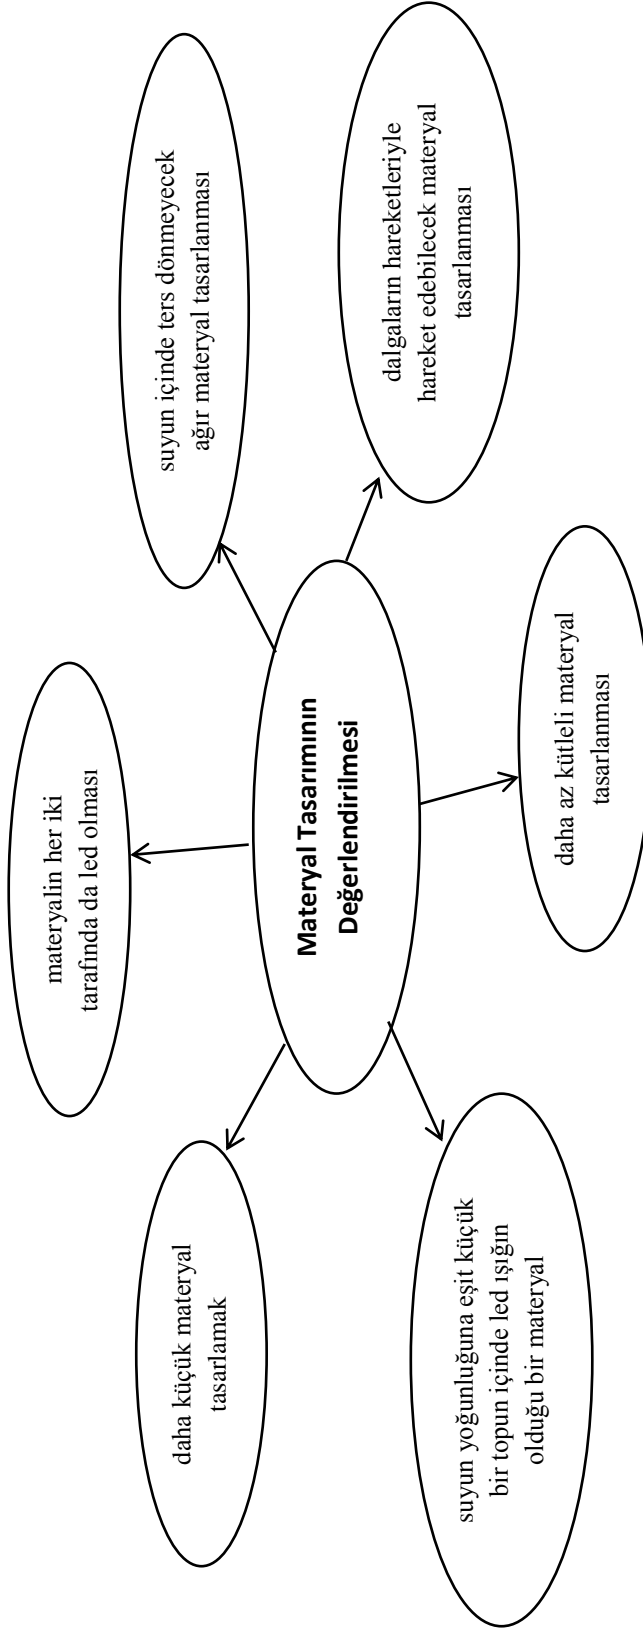 materyalin her iki
tarafında da led olması
suyun içinde ters dönmeyecek
ağır materyal tasarlanması
dalgaların hareketleriyle
hareket edebilecek materyal
tasarlanması
daha az kütleli materyal
tasarlanması
suyun yoğunluğuna eşit küçük
bir topun içinde led ışığın
olduğu bir materyal
daha küçük materyal
tasarlamak
Materyal Tasarımının
Değerlendirilmesi